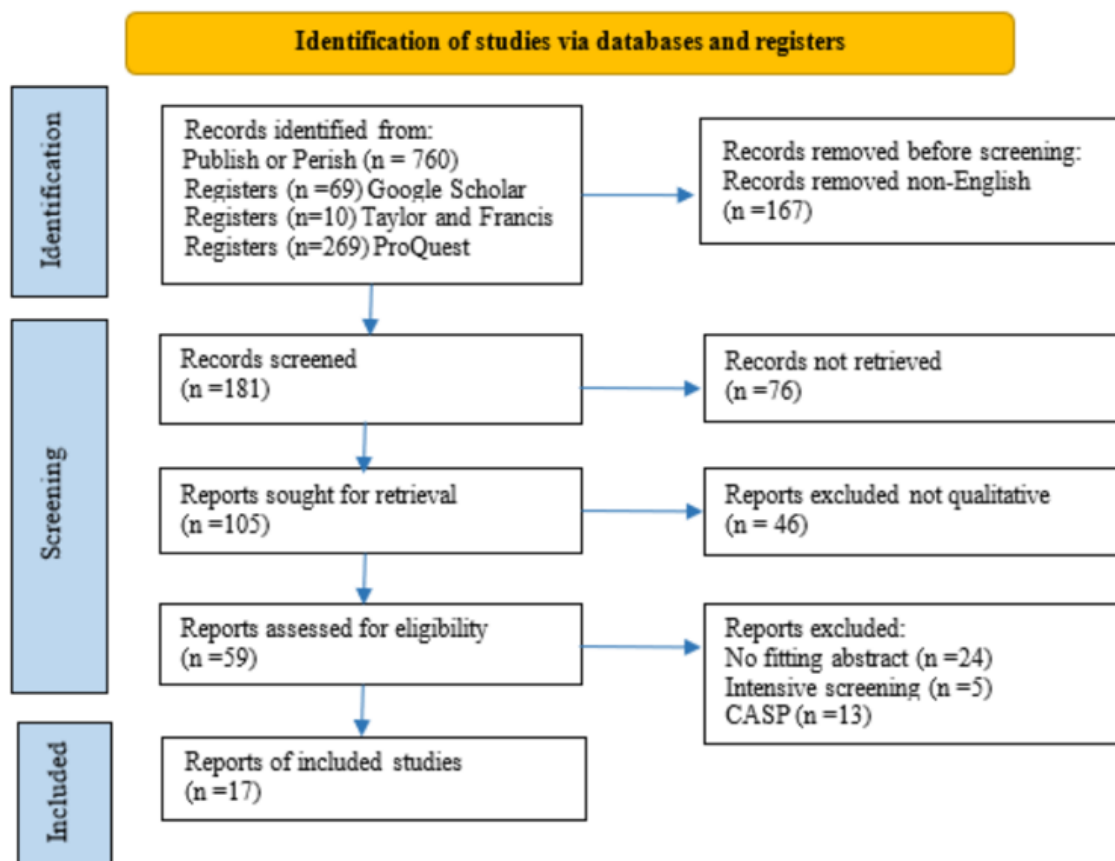 Identification of studies via databases and registers
Identification
Records identified from:
Publish or Perish (n = 760)
Registers (n =69) Google Scholar
Registers (n=10) Taylor and Francis
Registers (n=269) ProQuest
Records removed before screening:
Records removed non-English
(n =167)
Screening
Records screened
(n =181)
Records not retrieved
(n =76)
Reports sought for retrieval
(n =105)
Reports excluded not qualitative
(n = 46)
Reports assessed for eligibility
(n =59)
Reports excluded:
No fitting abstract (n =24)
Intensive screening (n =5)
CASP (n =13)
Included
Reports of included studies
(n =17)